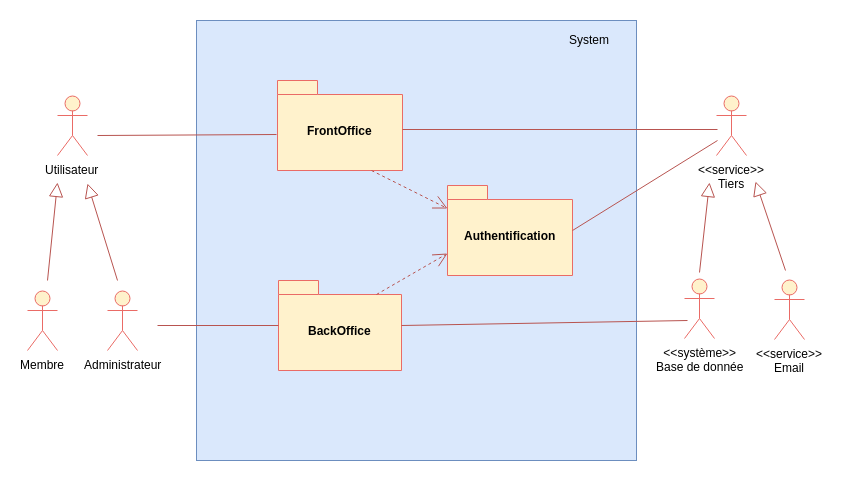 System
FrontOffice
Utilisateur
<<service>>
Tiers
Authentification
BackOffice
Membre
Administrateur
<<système>>
Base de donnée
<<service>>
Email